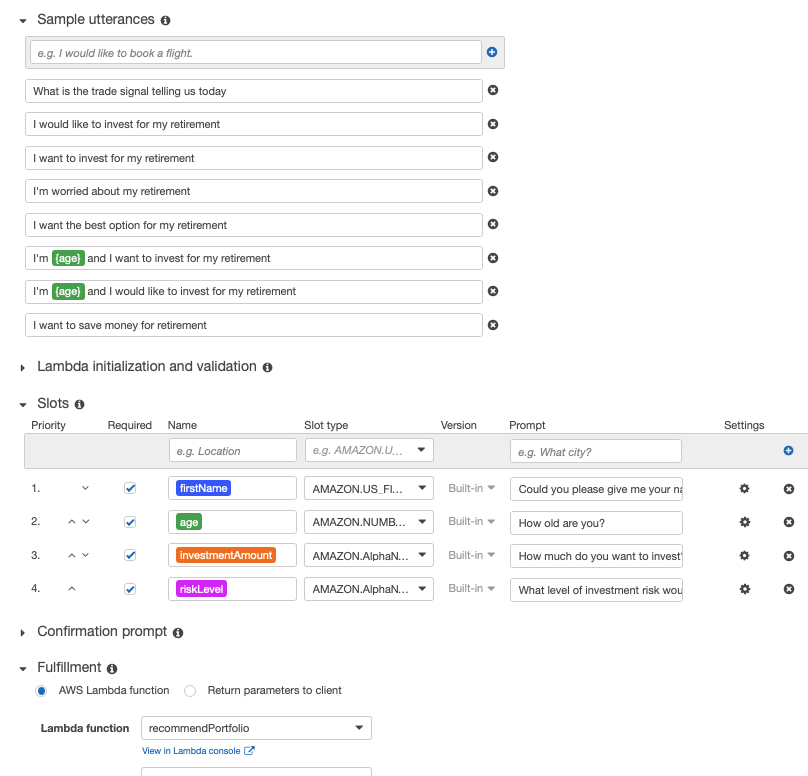 Sample utterances
e.g. I would like to book a flight.
What is the trade signal telling us today
I would like to invest for my retirement
I want to invest for my retirement
I'm worried about my retirement
I want the best option for my retirement
I'm {age} and I want to invest for my retirement
I'm {age} and I would like to invest for my retirement
I want to save money for retirement
Lambda initialization and validation
Slots
Priority Required Name Slot type Version Prompt Settings
e.g. Location e.g. AMAZON.U... e.g. What city?
1. firstName AMAZON.US_FI... Built-in Could you please give me your na
2. age AMAZON.NUMB... Built-in How old are you?
3. investmentAmount AMAZON.AlphaN... Built-in How much do you want to invest?
4. riskLevel AMAZON.AlphaN... Built-in What level of investment risk wou
Confirmation prompt
Fulfillment
AWS Lambda function Return parameters to client
Lambda function recommendPortfolio
View in Lambda console